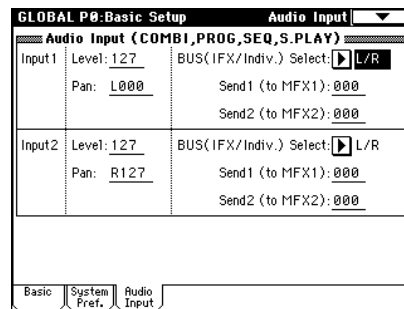 GLOBAL P0:Basic Setup Audio Input
Audio Input (COMBI,PROG,SEQ,S.PLAY)
Input1 Level: 127 BUS(IFX/Indiv.) Select: L/R
Pan: L000 Send1 (to MFX1): 000
Send2 (to MFX2): 000
Input2 Level: 127 BUS(IFX/Indiv.) Select: L/R
Pan: R127 Send1 (to MFX1): 000
Send2 (to MFX2): 000
Basic System Pref. Audio Input